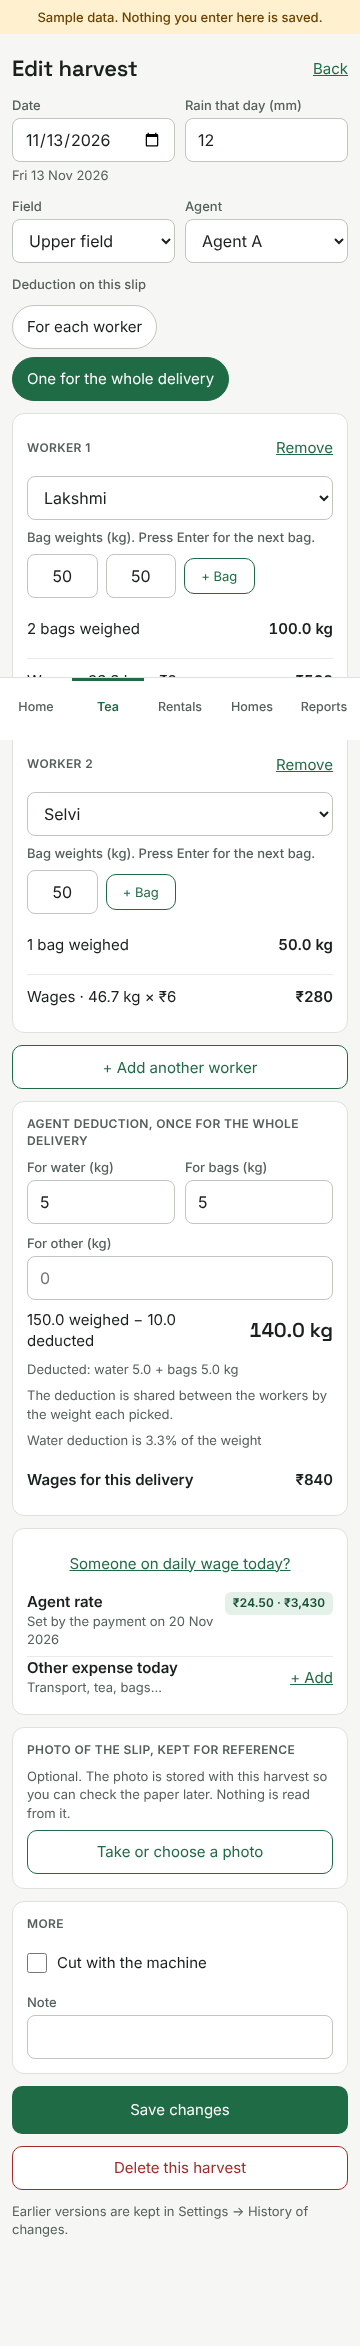 Sample data. Nothing you enter here is saved.
Edit harvest
Back
Date
Rain that day (mm)
11/13/2026
12
Fri 13 Nov 2026
Field
Agent
Upper field
Agent A
Deduction on this slip
For each worker
One for the whole delivery
WORKER 1
Remove
Lakshmi
Bag weights (kg). Press Enter for the next bag.
50
50
+ Bag
2 bags weighed
100.0 kg
Home
Tea
Rentals
Homes
Reports
WORKER 2
Remove
Selvi
Bag weights (kg). Press Enter for the next bag.
50
+ Bag
1 bag weighed
50.0 kg
Wages · 46.7 kg × ₹6
₹280
+ Add another worker
AGENT DEDUCTION, ONCE FOR THE WHOLE
DELIVERY
For water (kg)
For bags (kg)
5
5
For other (kg)
0
150.0 weighed − 10.0
deducted
140.0 kg
Deducted: water 5.0 + bags 5.0 kg
The deduction is shared between the workers by
the weight each picked.
Water deduction is 3.3% of the weight
Wages for this delivery
₹840
Someone on daily wage today?
Agent rate
₹24.50 · ₹3,430
Set by the payment on 20 Nov
2026
Other expense today
Transport, tea, bags...
+ Add
PHOTO OF THE SLIP, KEPT FOR REFERENCE
Optional. The photo is stored with this harvest so
you can check the paper later. Nothing is read
from it.
Take or choose a photo
MORE
Cut with the machine
Note
Save changes
Delete this harvest
Earlier versions are kept in Settings → History of
changes.